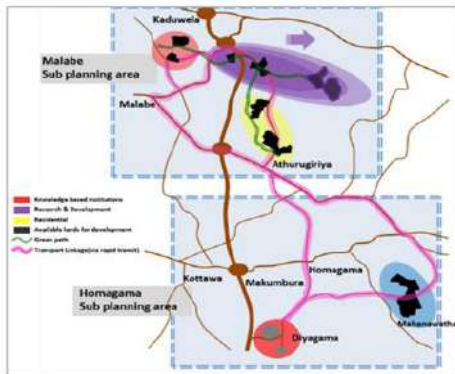 Kaduwela
Malabe
Sub planning area
Malabe
Athurugiriya
Knowledge based institutions
Research & Development
Residential
Available lands for development
Green path
Transport Linkage(via rapid transit)
Homagama
Kottawa
Makumbura
Homagama
Sub planning area
Mahenawatha
Diyagama